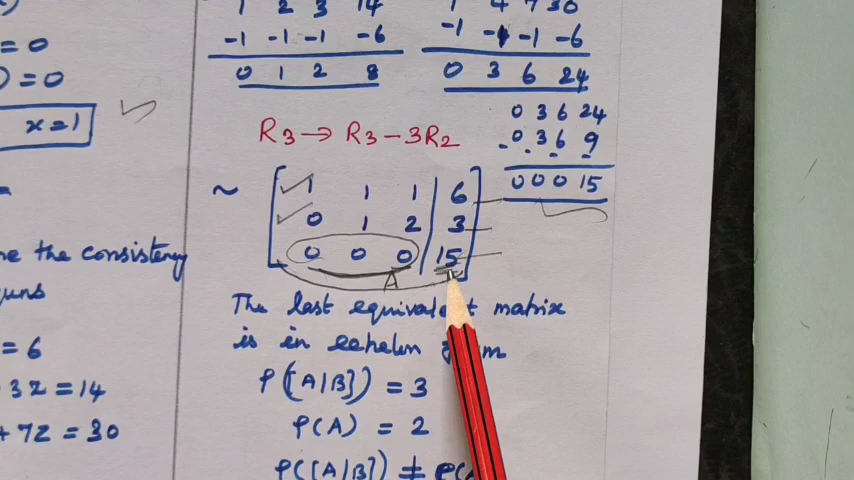 = 0
) = 0
x = 1
ne the consistency
= 6
32 = 14
+ 7Z = 30
1 2 3 14
-1 -1 -1 -6
0 1 2 8
1 4 7 30
-1 -1 -1 -6
0 3 6 24
0 3 6 24
- 0 3 6 9
0 0 0 15
R3 → R3 - 3R2
~ [ 1 1 1 | 6 ]
0 1 2 | 3
0 0 0 | 15
A
The last equivalent matrix
is in
ρ([A|B]) = 3
ρ(A) = 2
ρ([A|B]) ≠